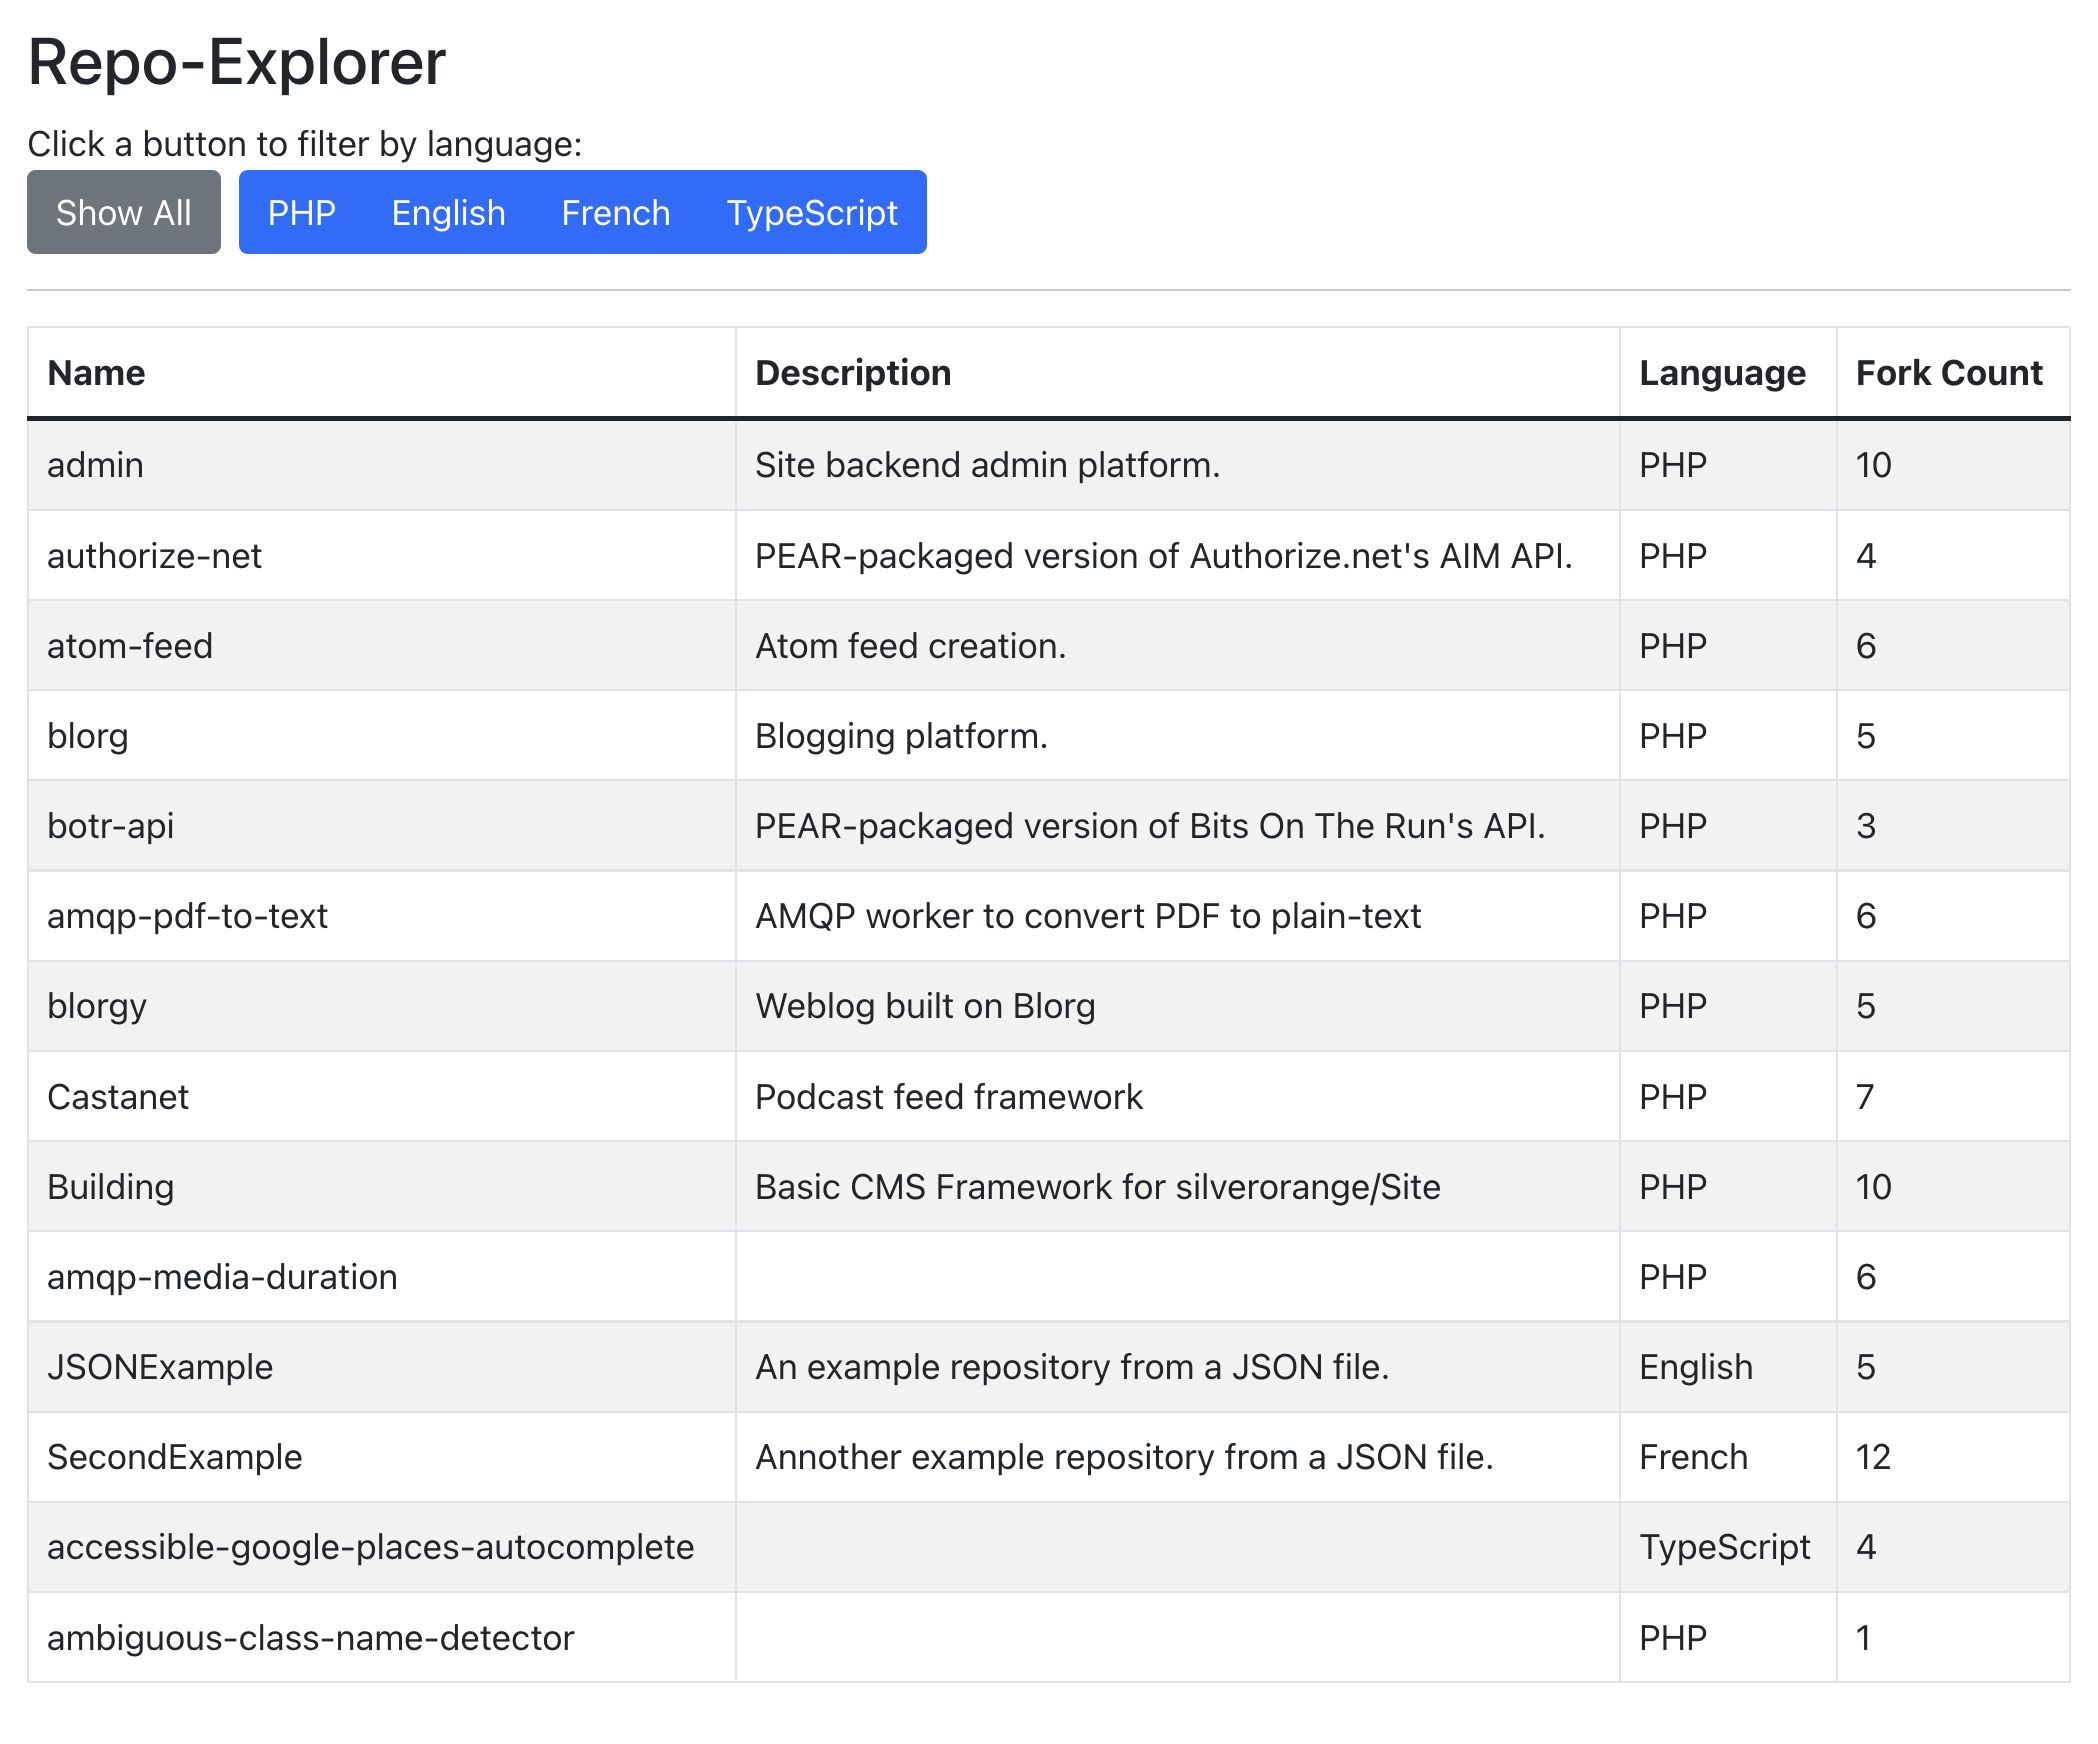 Repo-Explorer
Click a button to filter by language:
Show All PHP English French TypeScript
Name Description Language Fork Count
admin Site backend admin platform. PHP 10
authorize-net PEAR-packaged version of Authorize.net's AIM API. PHP 4
atom-feed Atom feed creation. PHP 6
blorg Blogging platform. PHP 5
botr-api PEAR-packaged version of Bits On The Run's API. PHP 3
amqp-pdf-to-text AMQP worker to convert PDF to plain-text PHP 6
blorgy Weblog built on Blorg PHP 5
Castanet Podcast feed framework PHP 7
Building Basic CMS Framework for silverorange/Site PHP 10
amqp-media-duration PHP 6
JSONExample An example repository from a JSON file. English 5
SecondExample Annother example repository from a JSON file. French 12
accessible-google-places-autocomplete TypeScript 4
ambiguous-class-name-detector PHP 1